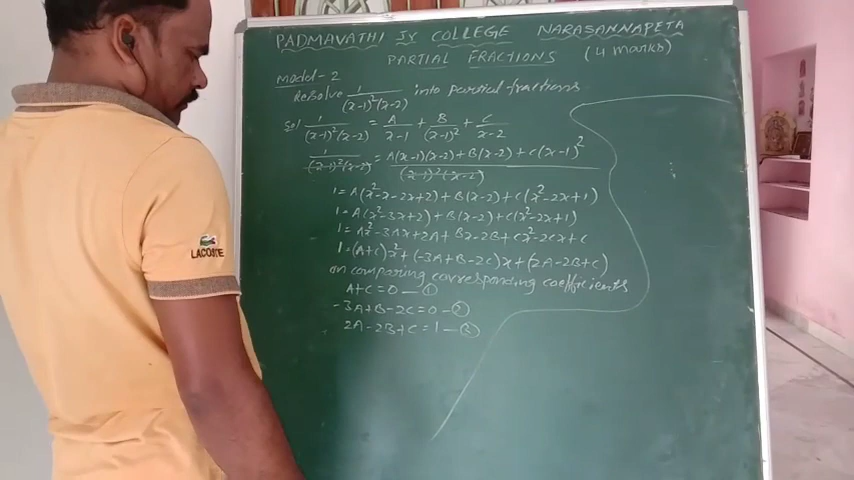 PADMAVATHI JR COLLEGE NARASANNAPETA
PARTIAL FRACTIONS (4 marks)
model-2
Resolve 1/((x-1)²(x-2)) into partial fractions
Sol 1/((x-1)²(x-2)) = A/(x-1) + B/(x-1)² + C/(x-2)
1/((x-1)²(x-2)) = (A(x-1)(x-2)+B(x-2)+C(x-1)²)/((x-1)²(x-2))
1=A(x²-x-2x+2)+B(x-2)+C(x²-2x+1)
1=A(x²-3x+2)+B(x-2)+C(x²-2x+1)
1=Ax²-3Ax+2A+Bx-2B+Cx²-2Cx+C
1=(A+C)x²+(-3A+B-2C)x+(2A-2B+C)
on comparing corresponding coefficients
A+C=0 — ①
-3A+B-2C=0 — ②
2A-2B+C=1 — ③
LACOSTE